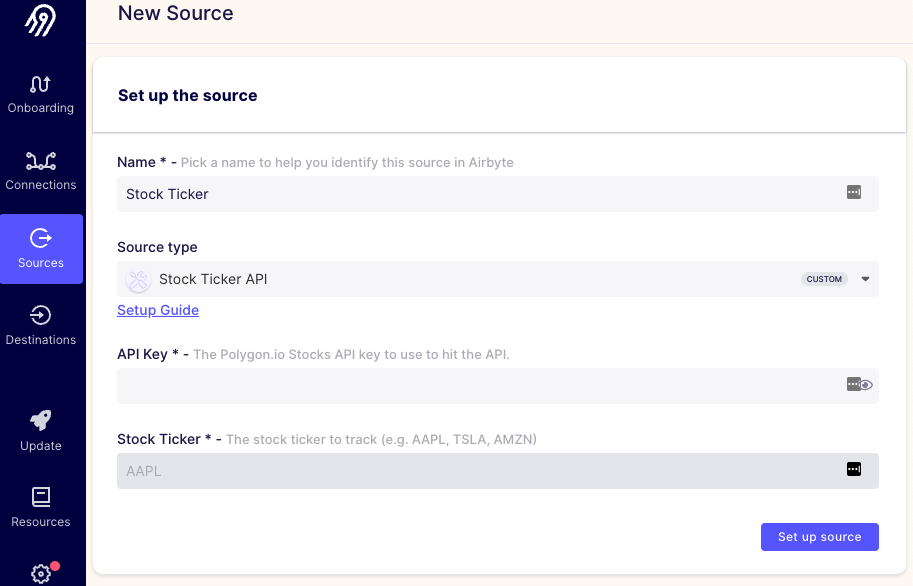 New Source
Onboarding
Connections
Sources
Destinations
Update
Resources
Set up the source
Name * - Pick a name to help you identify this source in Airbyte
Stock Ticker
Source type
Stock Ticker API CUSTOM
Setup Guide
API Key * - The Polygon.io Stocks API key to use to hit the API.
Stock Ticker * - The stock ticker to track (e.g. AAPL, TSLA, AMZN)
AAPL
Set up source